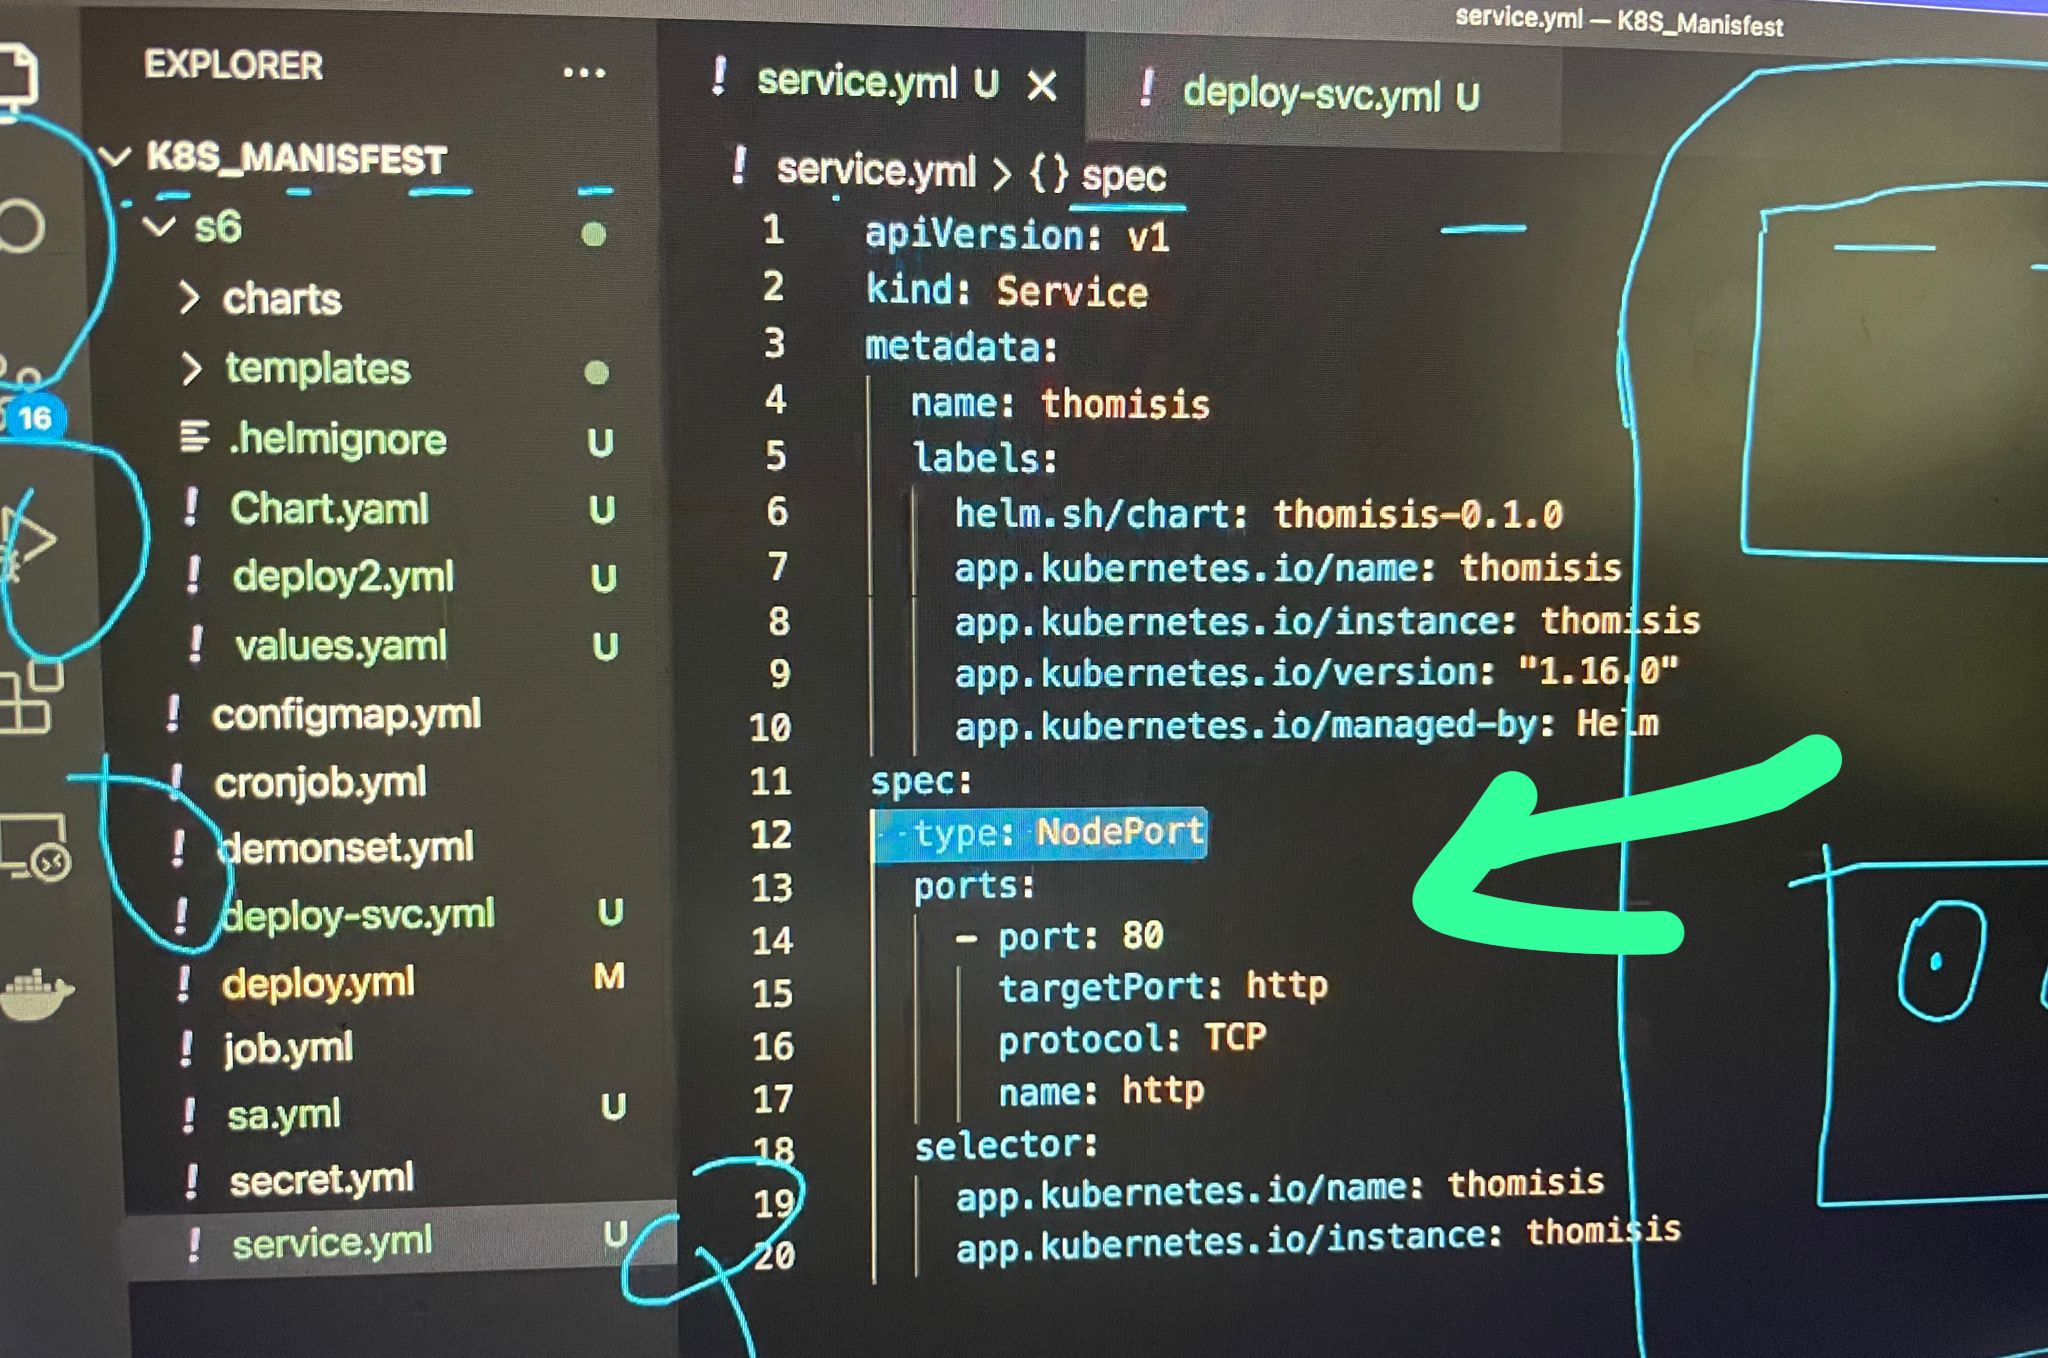 service.yml — K8S_Manisfest
EXPLORER ...
K8S_MANISFEST
s6
charts
templates
.helmignore U
Chart.yaml U
deploy2.yml U
values.yaml U
configmap.yml
cronjob.yml
demonset.yml
deploy-svc.yml U
deploy.yml M
job.yml
sa.yml U
secret.yml
service.yml U
16
! service.yml U ×
! deploy-svc.yml U
! service.yml > {} spec
1 apiVersion: v1
2 kind: Service
3 metadata:
4 name: thomisis
5 labels:
6 helm.sh/chart: thomisis-0.1.0
7 app.kubernetes.io/name: thomisis
8 app.kubernetes.io/instance: thomisis
9 app.kubernetes.io/version: "1.16.0"
10 app.kubernetes.io/managed-by: Helm
11 spec:
12 type: NodePort
13 ports:
14 - port: 80
15 targetPort: http
16 protocol: TCP
17 name: http
18 selector:
19 app.kubernetes.io/name: thomisis
20 app.kubernetes.io/instance: thomisis